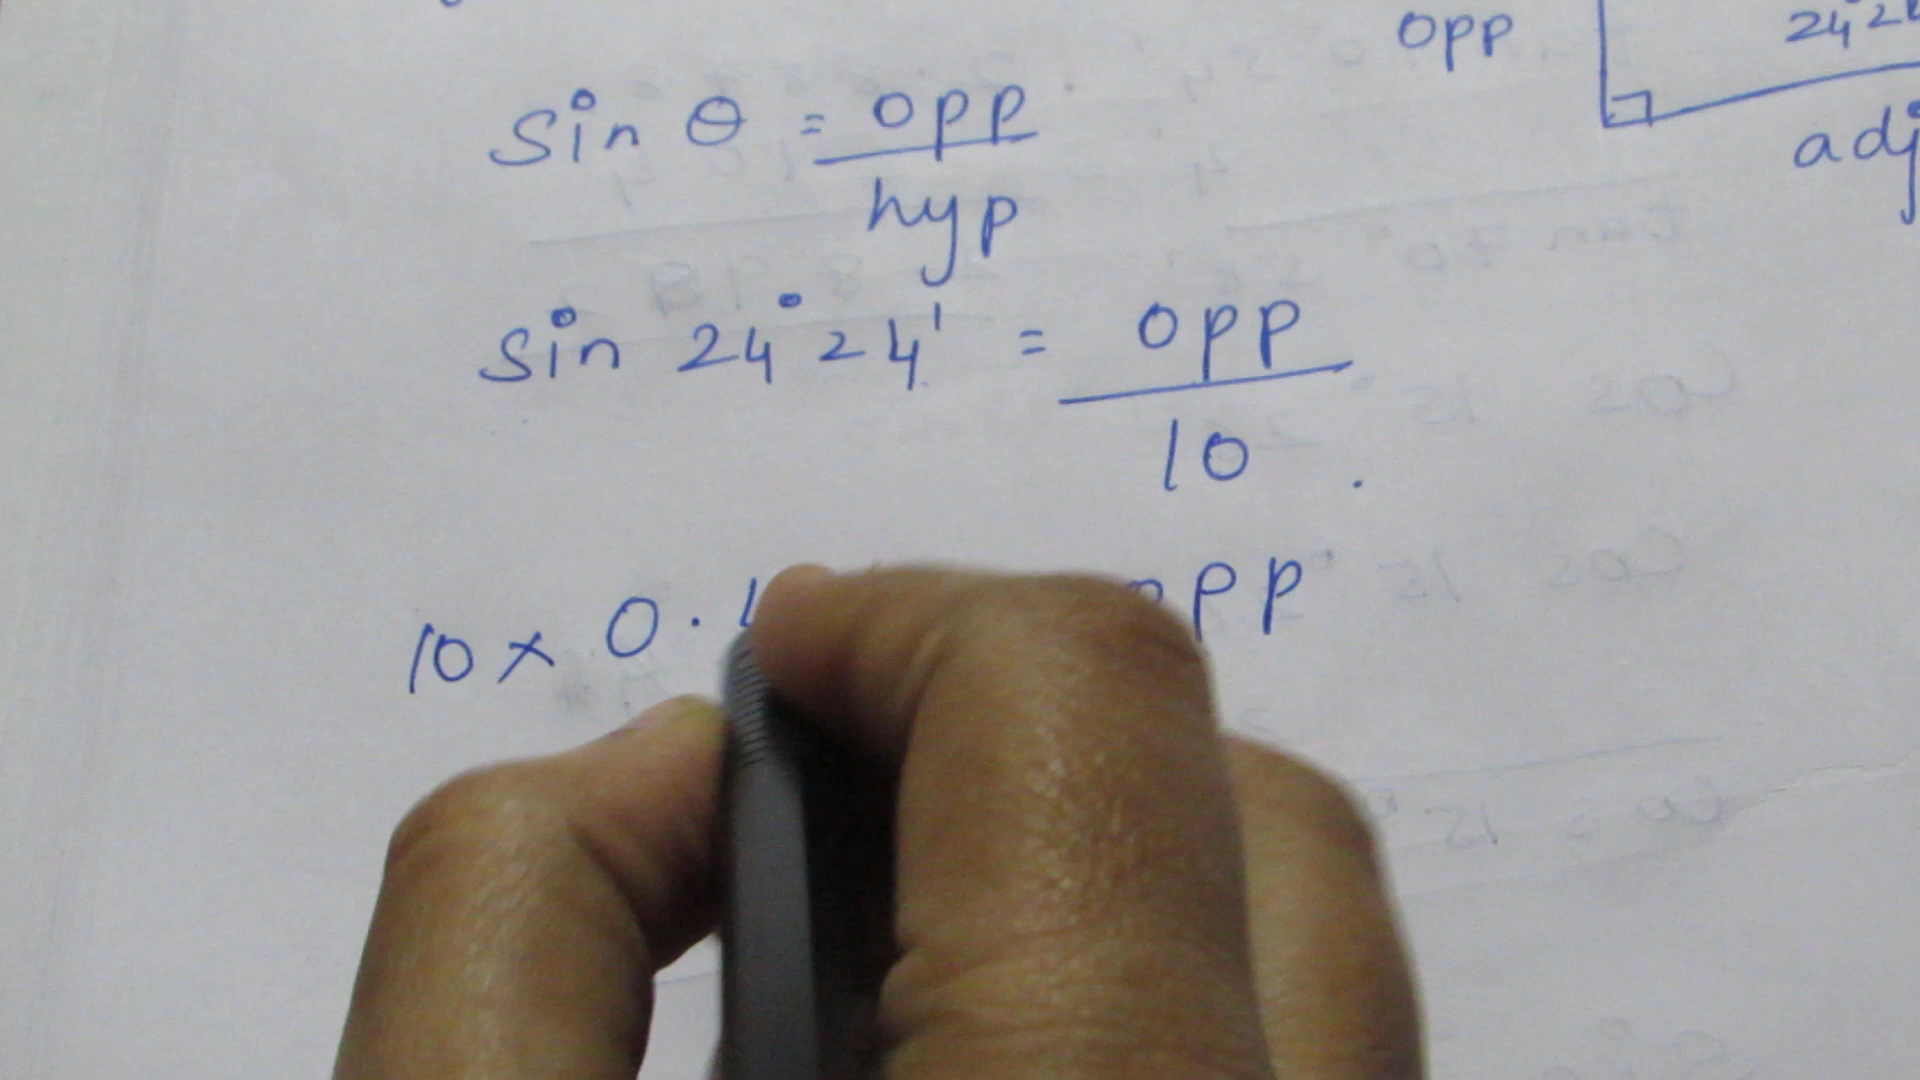 opp
24°2
adj
Sin θ = opp
hyp
Sin 24°24' = opp
10 .
10 x 0. opp